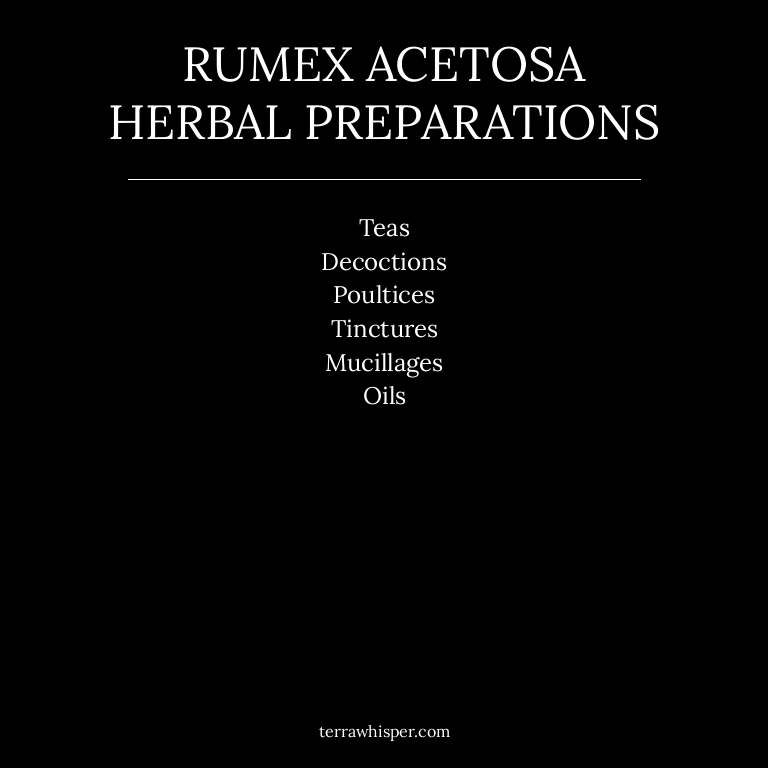 RUMEX ACETOSA
HERBAL PREPARATIONS
Teas
Decoctions
Poultices
Tinctures
Mucillages
Oils
terrawhisper.com